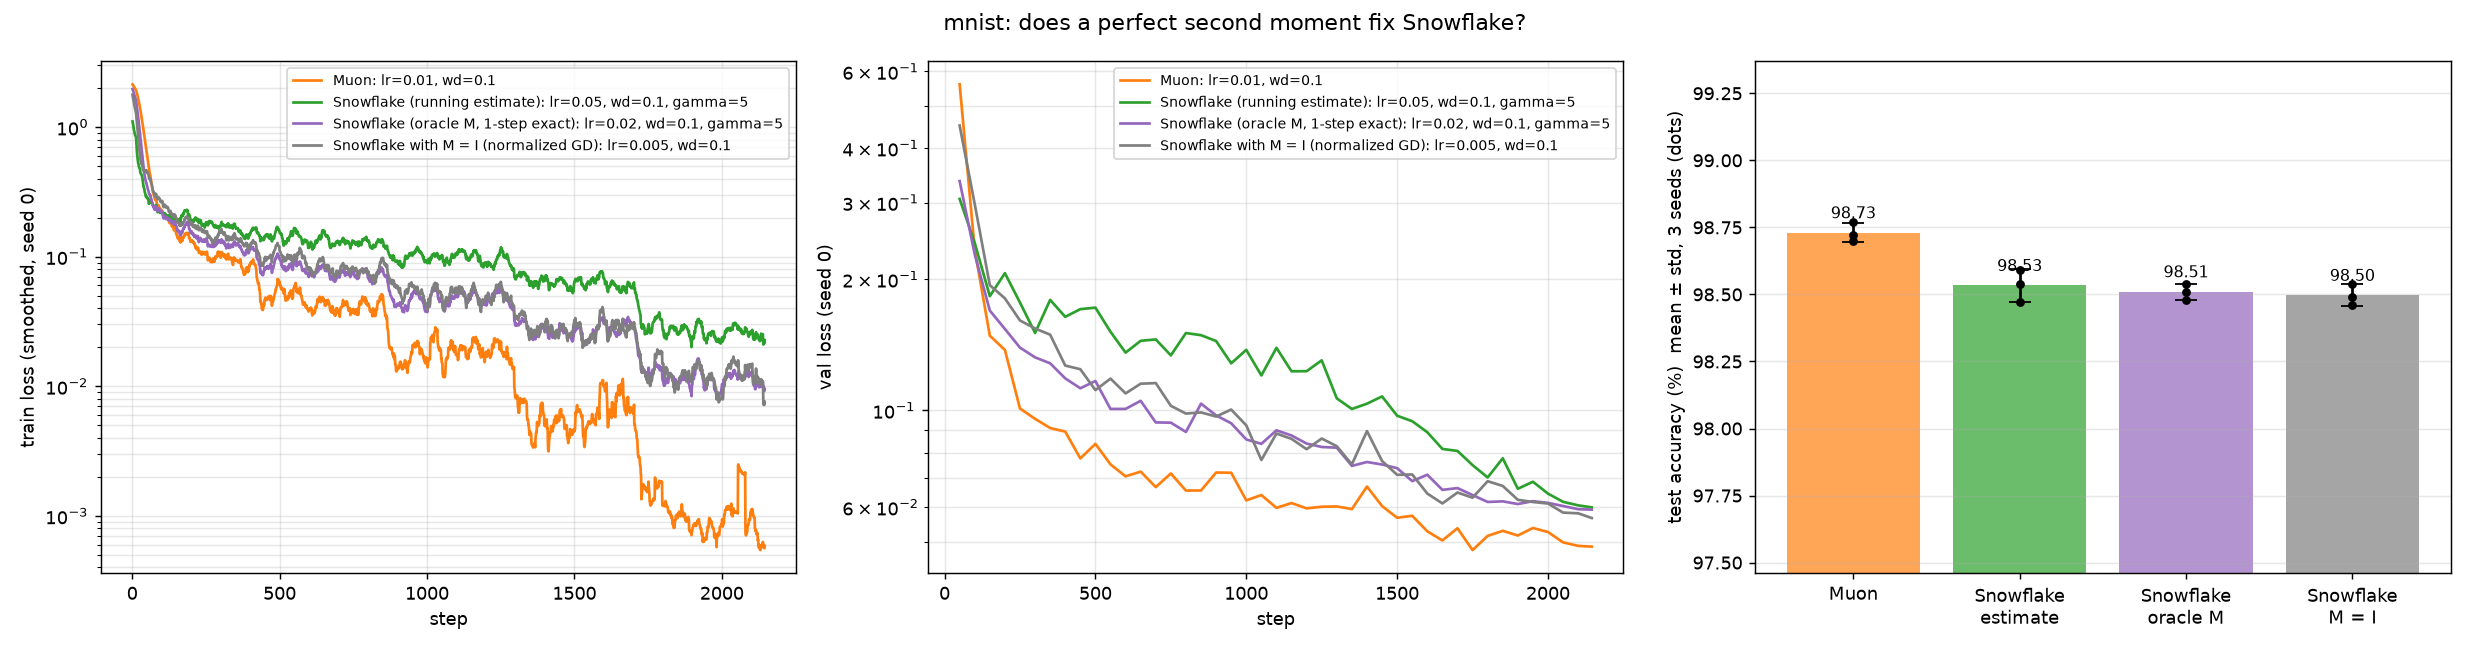 mnist: does a perfect second moment fix Snowflake?
train loss (smoothed, seed 0)
10⁰
10⁻¹
10⁻²
10⁻³
Muon: lr=0.01, wd=0.1
Snowflake (running estimate): lr=0.05, wd=0.1, gamma=5
Snowflake (oracle M, 1-step exact): lr=0.02, wd=0.1, gamma=5
Snowflake with M = I (normalized GD): lr=0.005, wd=0.1
0 500 1000 1500 2000
step
val loss (seed 0)
6 × 10⁻¹
4 × 10⁻¹
3 × 10⁻¹
2 × 10⁻¹
10⁻¹
6 × 10⁻²
Muon: lr=0.01, wd=0.1
Snowflake (running estimate): lr=0.05, wd=0.1, gamma=5
Snowflake (oracle M, 1-step exact): lr=0.02, wd=0.1, gamma=5
Snowflake with M = I (normalized GD): lr=0.005, wd=0.1
0 500 1000 1500 2000
step
test accuracy (%)  mean ± std, 3 seeds (dots)
99.25
99.00
98.75
98.50
98.25
98.00
97.75
97.50
98.73
98.53
98.51
98.50
Muon
Snowflake
estimate
Snowflake
oracle M
Snowflake
M = I